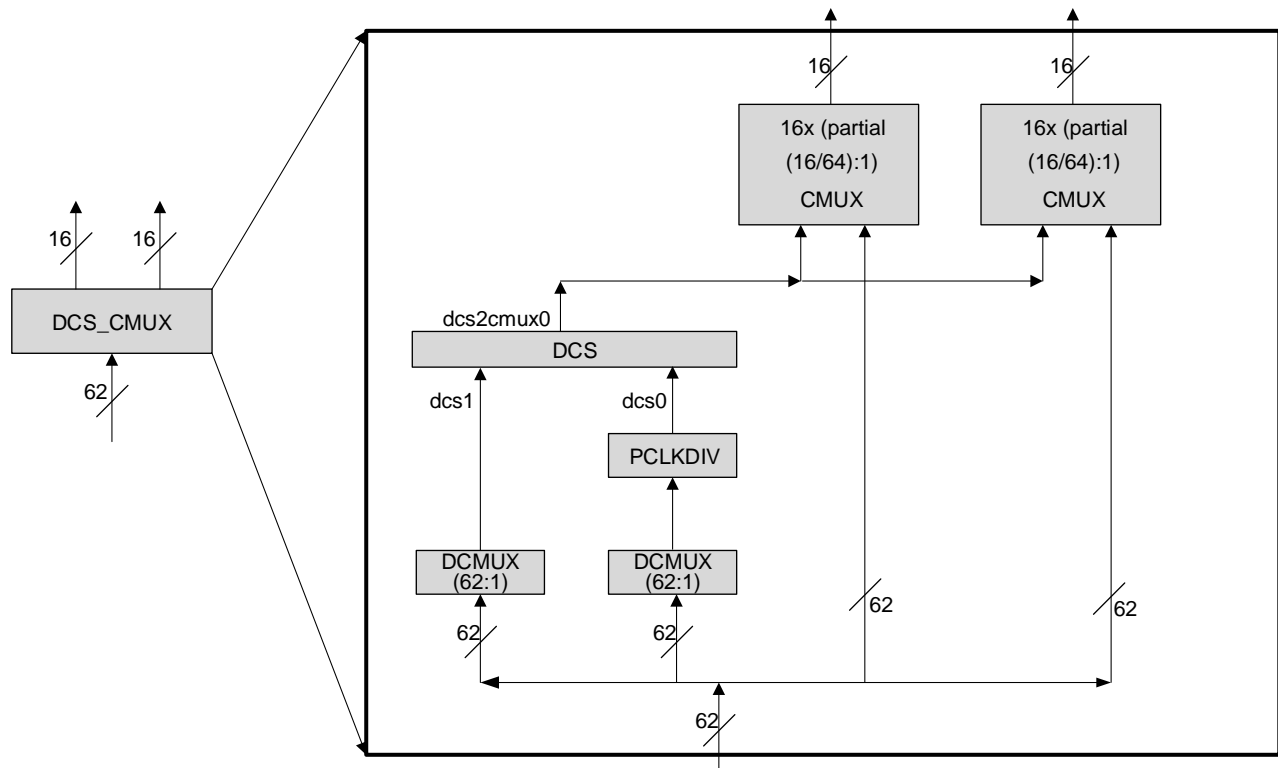 16
16
16x (partial
(16/64):1)
CMUX
16x (partial
(16/64):1)
CMUX
16
16
DCS_CMUX
62
dcs2cmux0
DCS
dcs1
dcs0
PCLKDIV
DCMUX
(62:1)
DCMUX
(62:1)
62
62
62
62
62